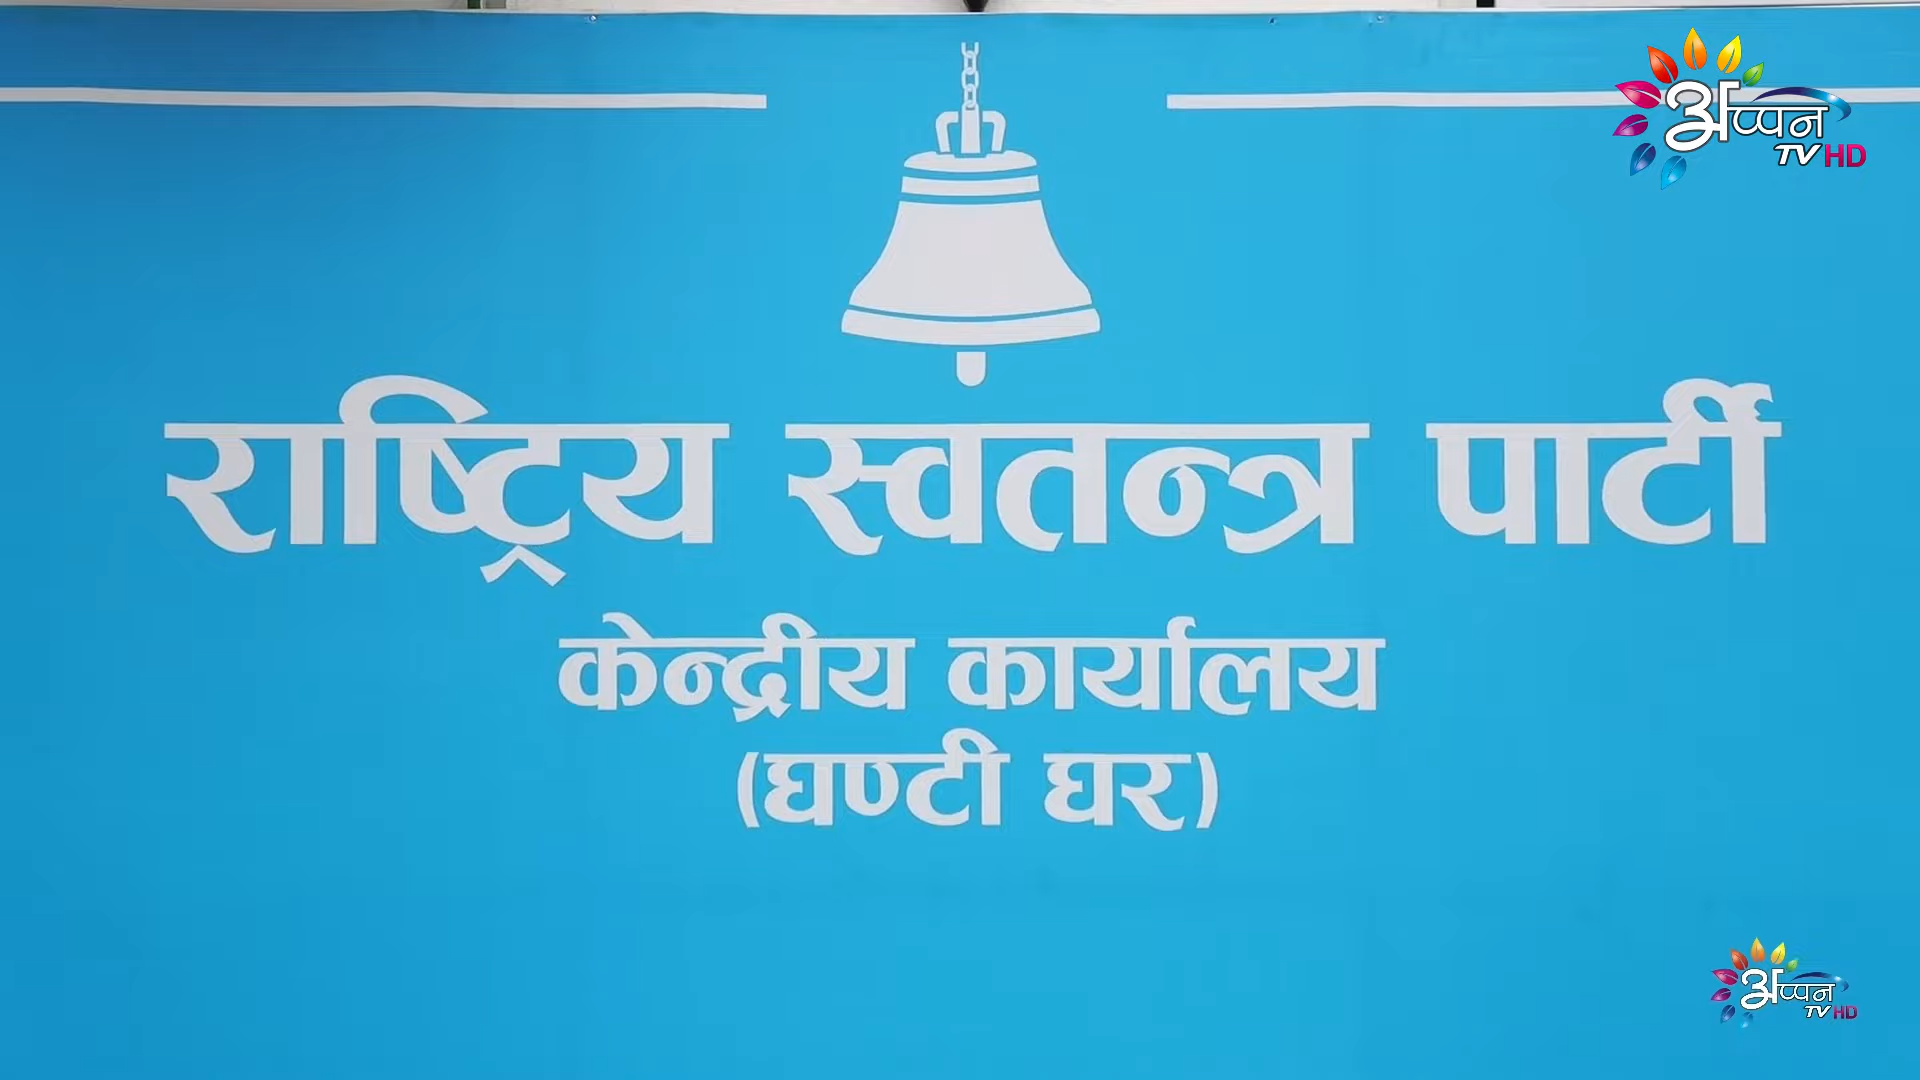 अप्पन
TV HD
राष्ट्रिय स्वतन्त्र पार्टी
केन्द्रीय कार्यालय
(घण्टी घर)
अप्पन
TV HD